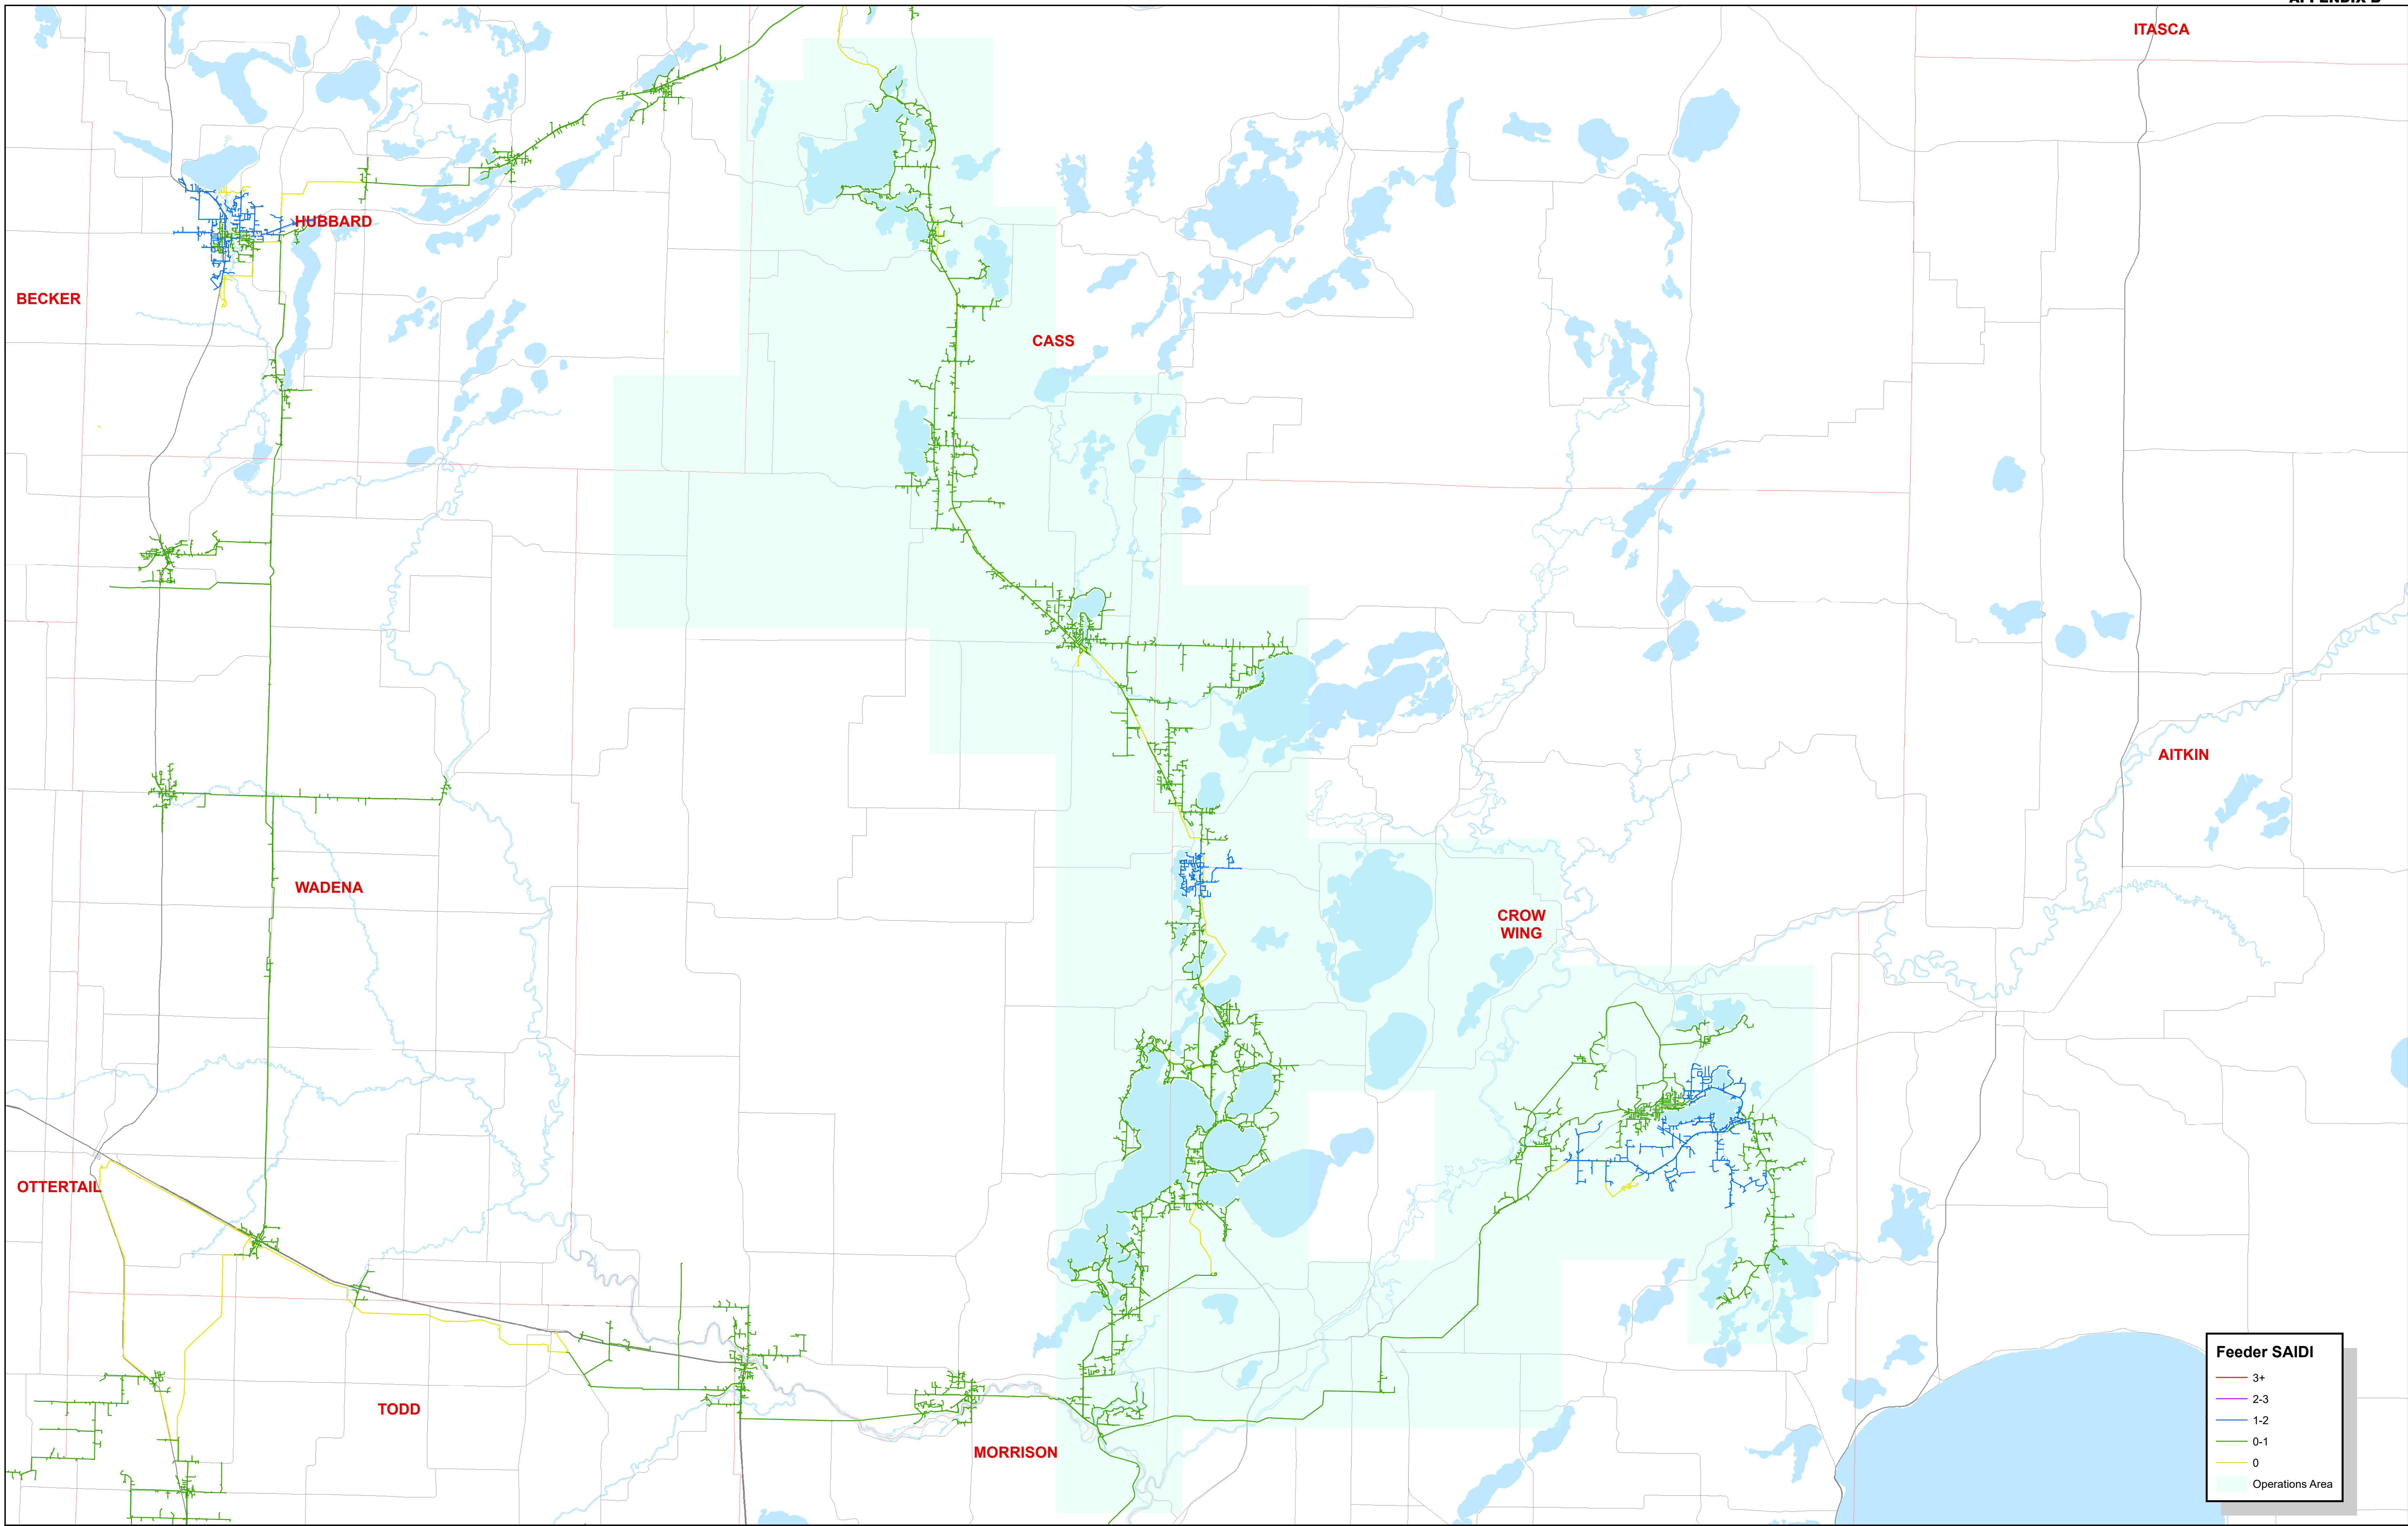 APPENDIX B
ITASCA
HUBBARD
BECKER
CASS
AITKIN
WADENA
CROW
WING
OTTERTAIL
TODD
MORRISON
Feeder SAIDI
3+
2-3
1-2
0-1
0
Operations Area